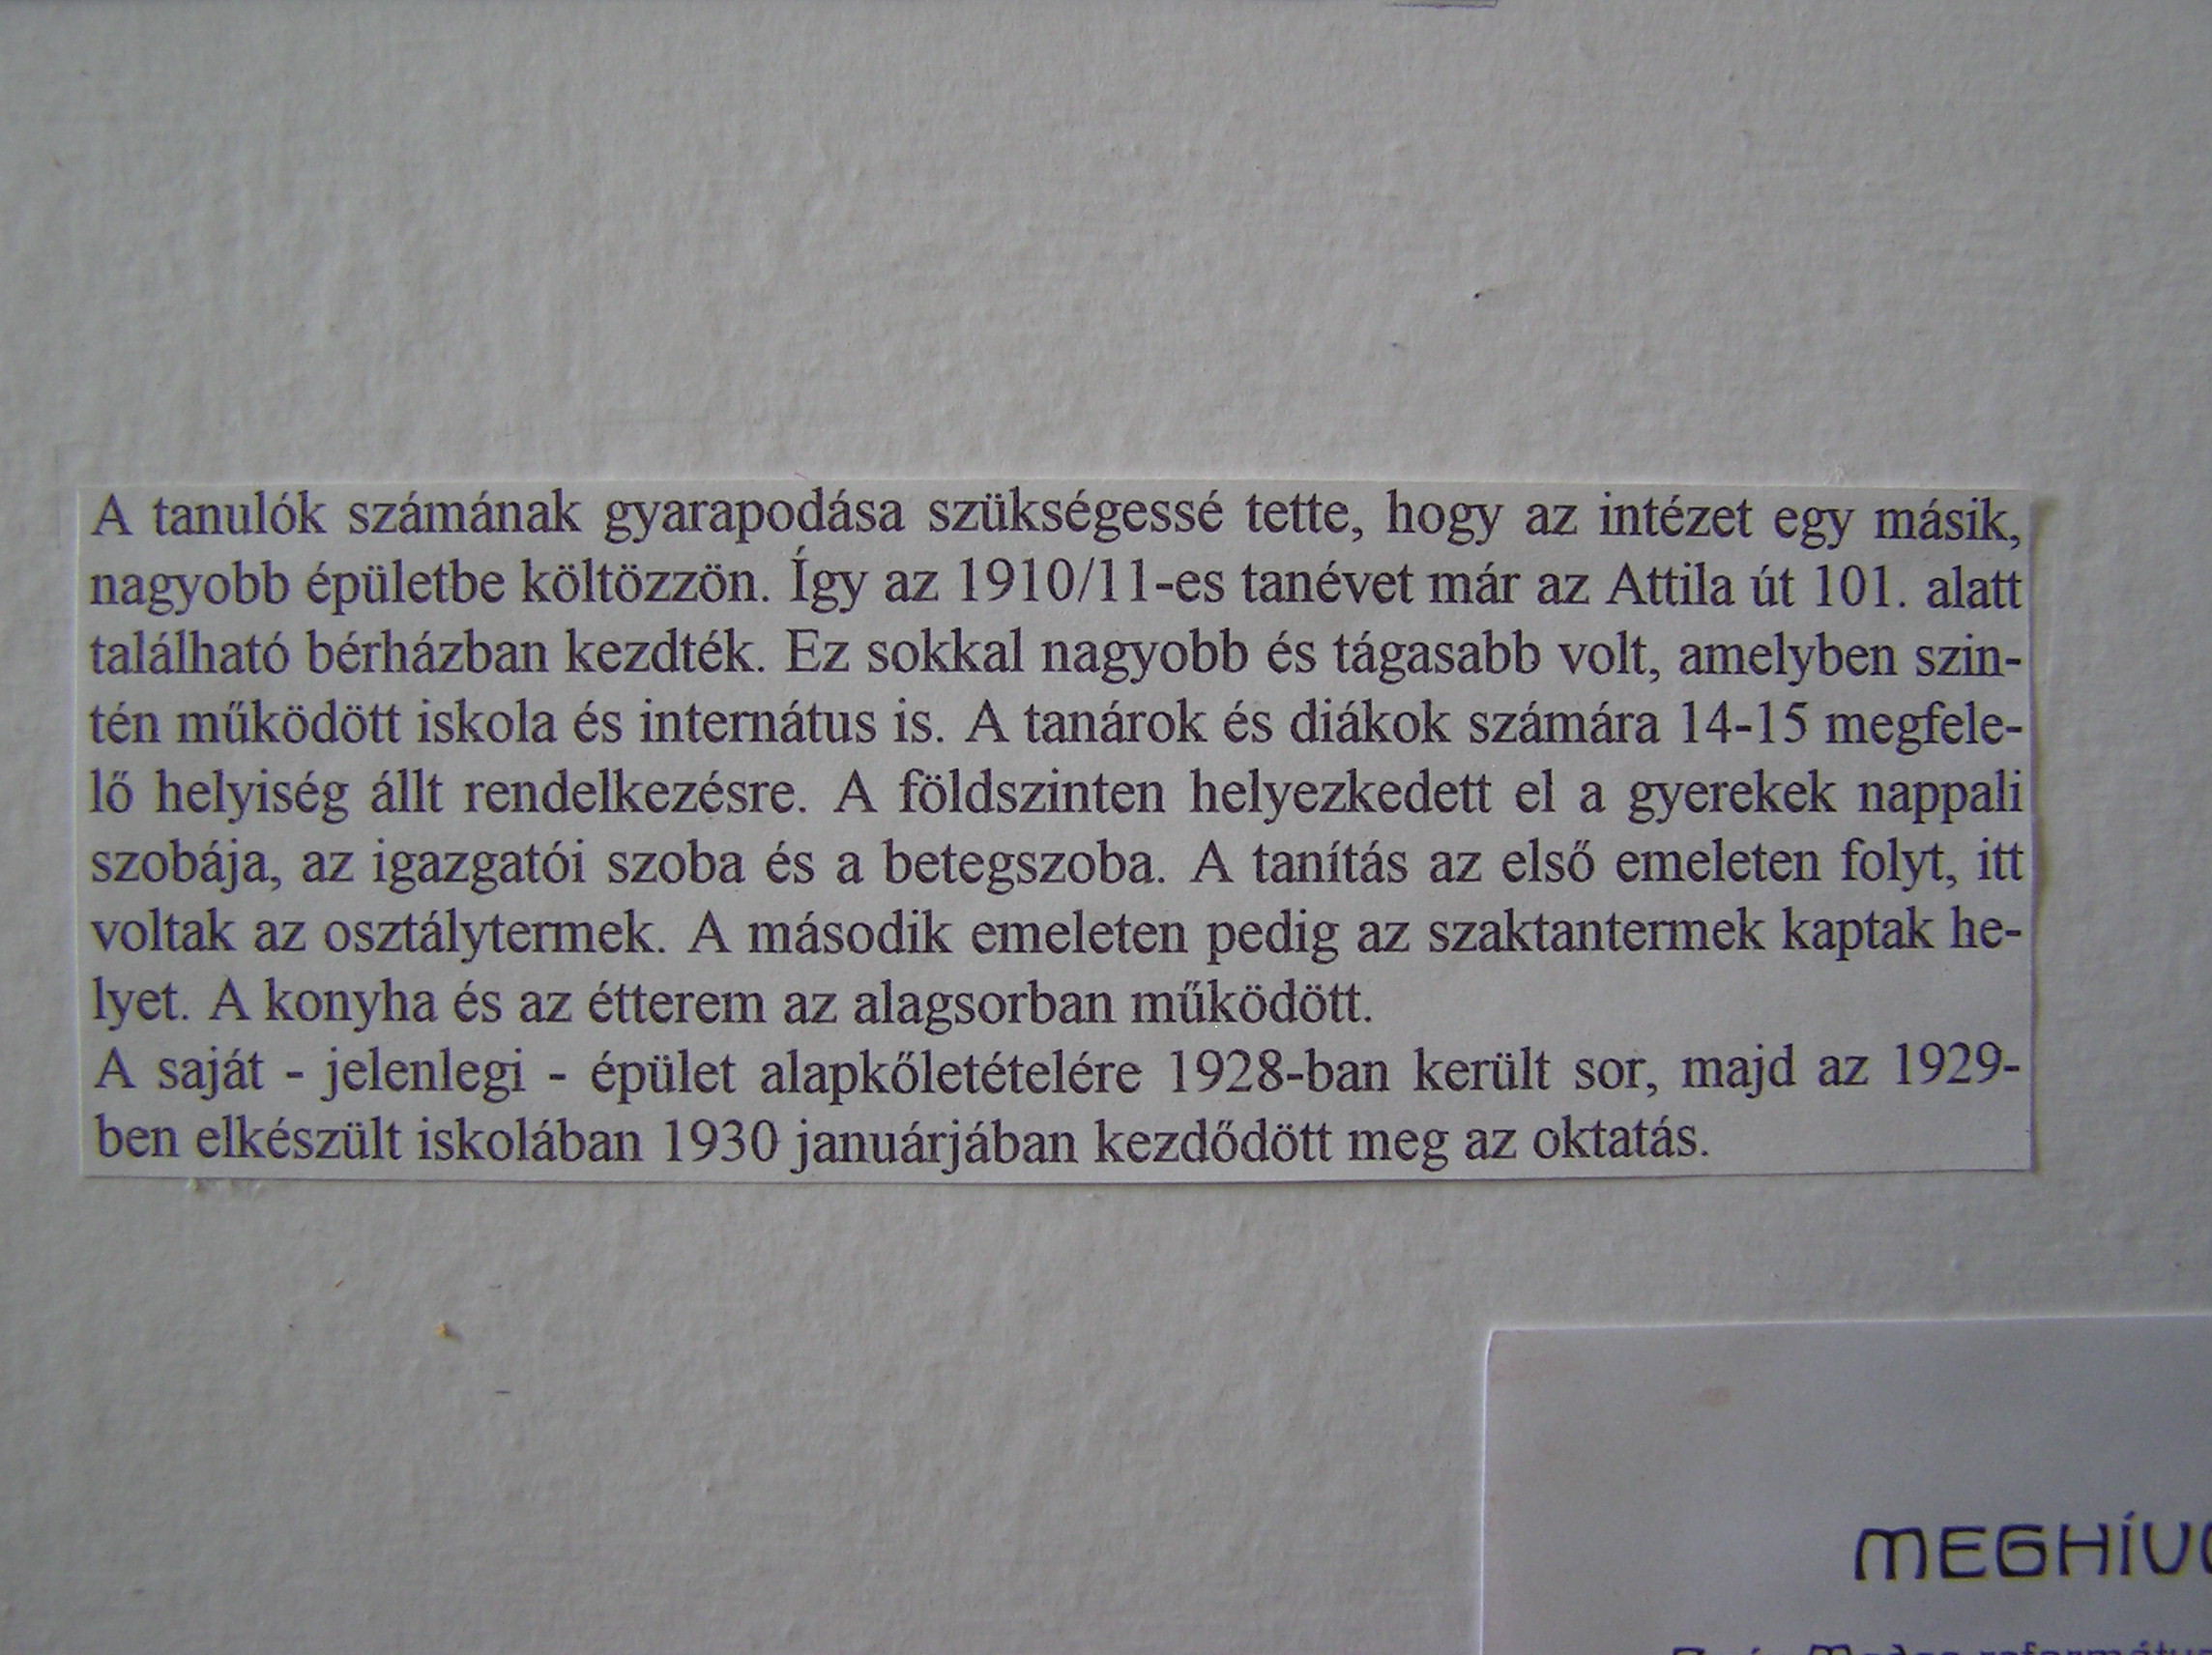 A tanulók számának gyarapodása szükségessé tette, hogy az intézet egy másik,
nagyobb épületbe költözzön. Így az 1910/11-es tanévet már az Attila út 101. alatt
található bérházban kezdték. Ez sokkal nagyobb és tágasabb volt, amelyben szin-
tén működött iskola és internátus is. A tanárok és diákok számára 14-15 megfele-
lő helyiség állt rendelkezésre. A földszinten helyezkedett el a gyerekek nappali
szobája, az igazgatói szoba és a betegszoba. A tanítás az első emeleten folyt, itt
voltak az osztálytermek. A második emeleten pedig az szaktantermek kaptak he-
lyet. A konyha és az étterem az alagsorban működött.
A saját - jelenlegi - épület alapkőletételére 1928-ban került sor, majd az 1929-
ben elkészült iskolában 1930 januárjában kezdődött meg az oktatás.
MEGHÍV